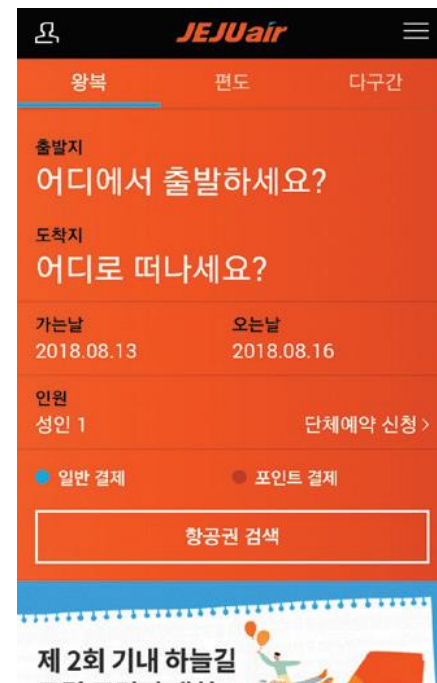 JEJUair
왕복 편도 다구간
출발지
어디에서 출발하세요?
도착지
어디로 떠나세요?
가는날 오는날
2018.08.13 2018.08.16
인원
성인 1 단체예약 신청 >
일반 결제 포인트 결제
항공권 검색
제 2회 기내 하늘길